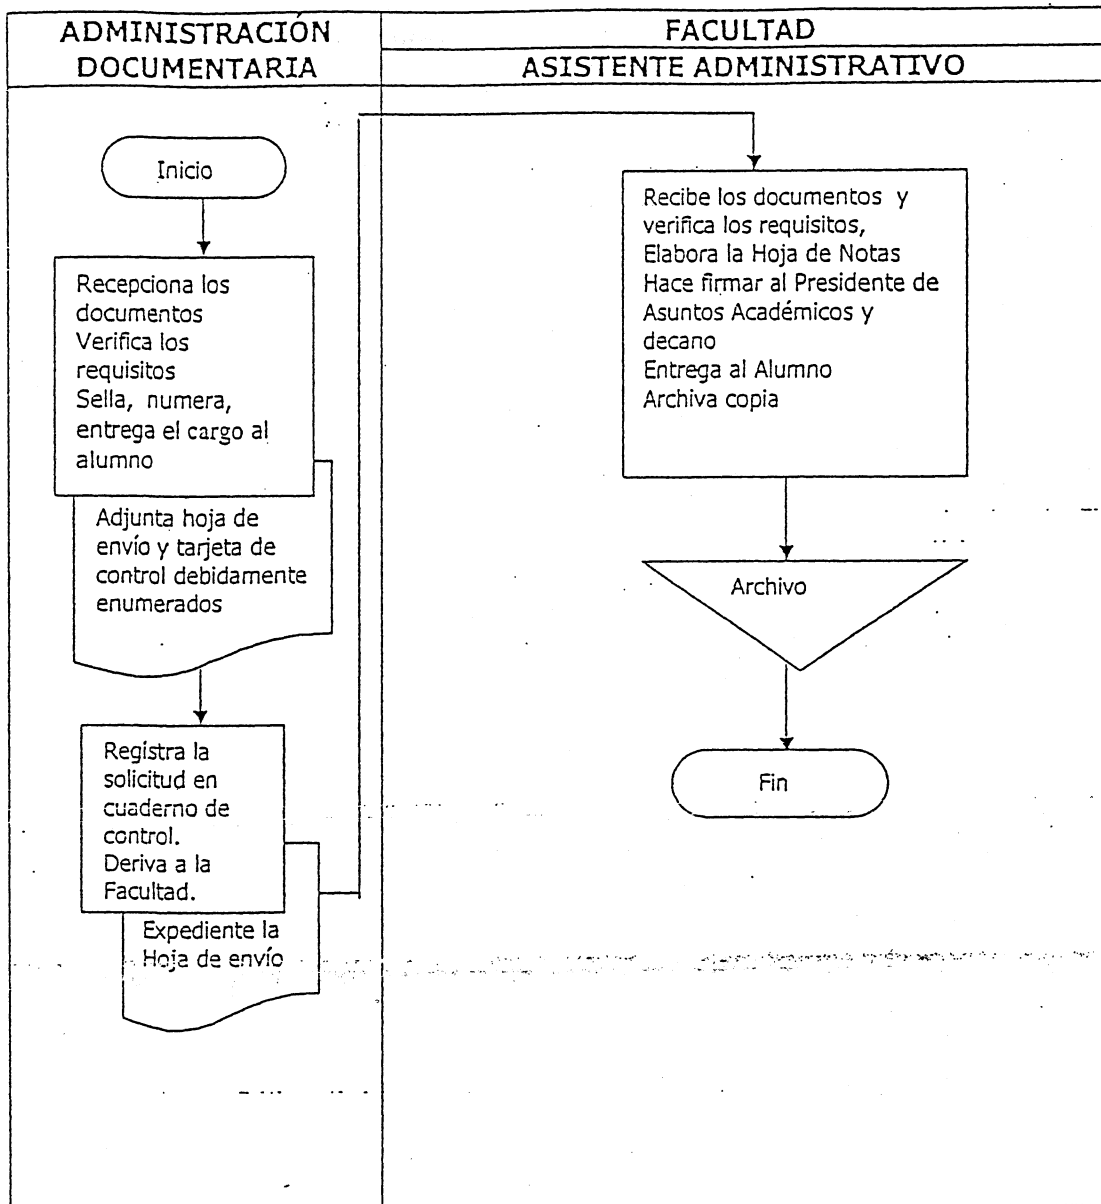 ADMINISTRACIÓN
DOCUMENTARIA
FACULTAD
ASISTENTE ADMINISTRATIVO
Inicio
Recepciona los
documentos
Verifica los
requisitos
Sella, numera,
entrega el cargo al
alumno
Adjunta hoja de
envío y tarjeta de
control debidamente
enumerados
Registra la
solicitud en
cuaderno de
control.
Deriva a la
Facultad.
Expediente la
Hoja de envío
Recibe los documentos y
verifica los requisitos,
Elabora la Hoja de Notas
Hace firmar al Presidente de
Asuntos Académicos y
decano
Entrega al Alumno
Archiva copia
Archivo
Fin